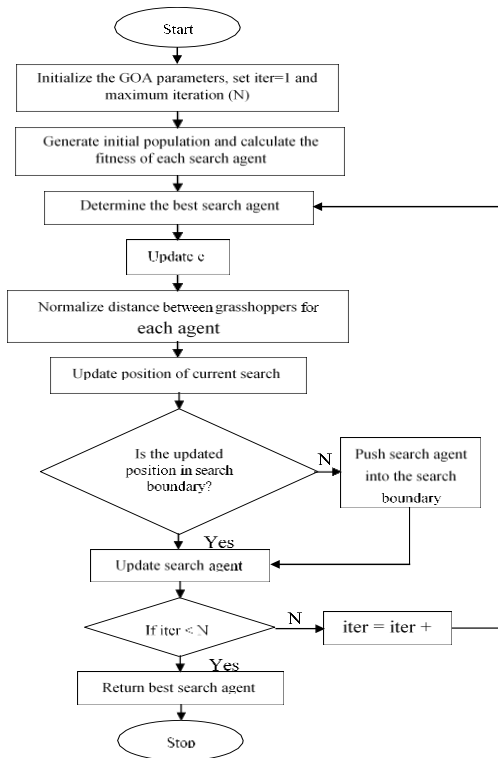 Start
Initialize the GOA parameters, set iter=1 and
maximum iteration (N)
Generate initial population and calculate the
fitness of each search agent
Determine the best search agent
Update c
Normalize distance between grasshoppers for
each agent
Update position of current search
Is the updated
position in search
boundary?
N
Push search agent
into the search
boundary
Yes
Update search agent
If iter < N
N
iter = iter +
Yes
Return best search agent
Stop